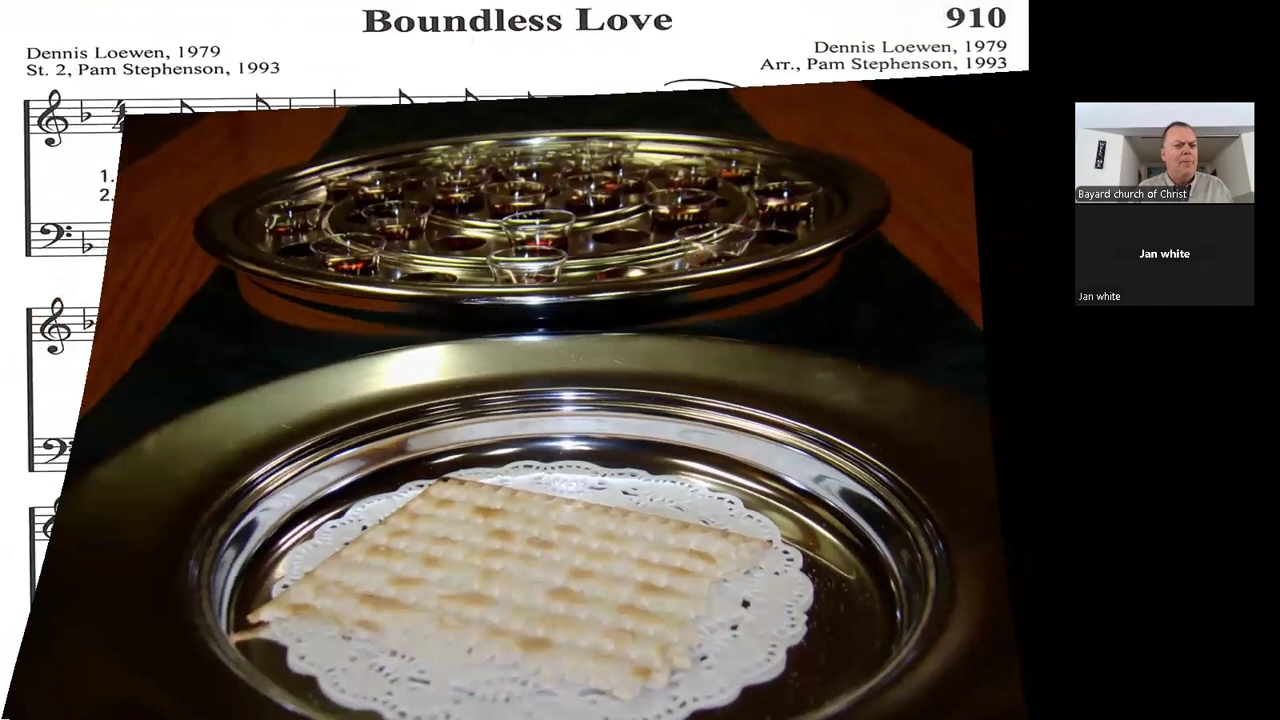 Boundless Love
910
Dennis Loewen, 1979
St. 2, Pam Stephenson, 1993
Dennis Loewen, 1979
Arr., Pam Stephenson, 1993
1.
2.
Bayard church of Christ
Jan white
Jan white